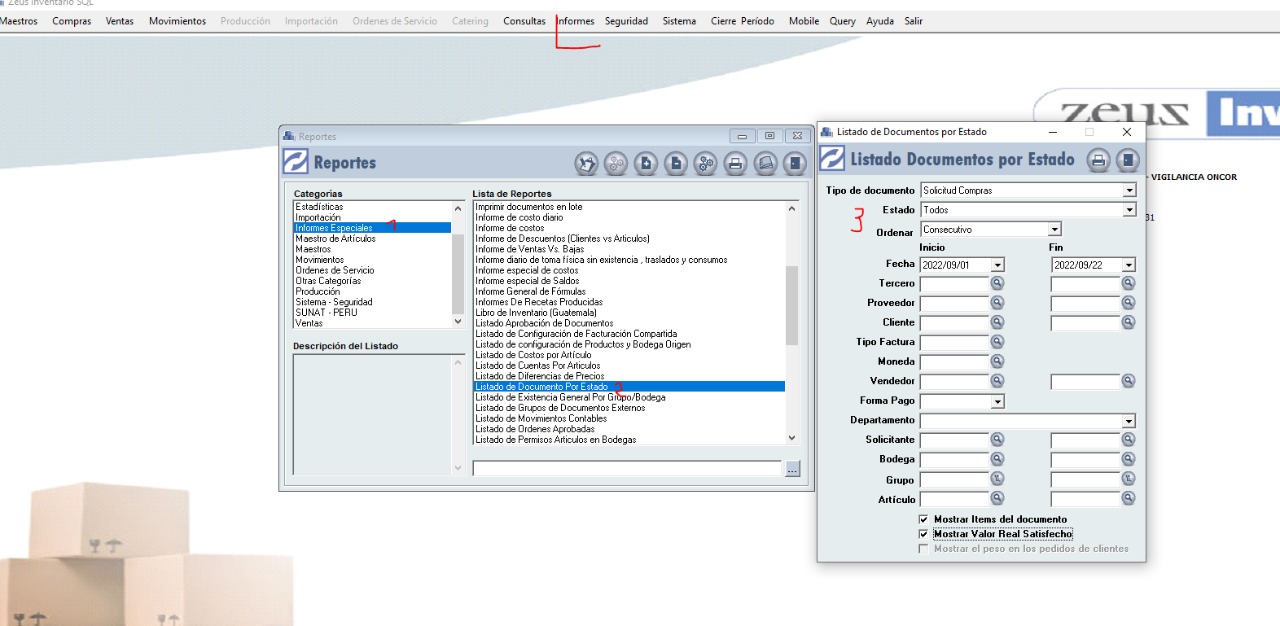 Zeus Inventario SQL
Maestros Compras Ventas Movimientos Producción Importación Ordenes de Servicio Catering Consultas Informes Seguridad Sistema Cierre Período Mobile Query Ayuda Salir
zeus Inv
Reportes
Reportes
Categorias
Estadísticas
Importación
Informes Especiales 1
Maestro de Artículos
Maestros
Movimientos
Ordenes de Servicio
Otras Categorías
Producción
Sistema - Seguridad
SUNAT - PERU
Ventas
Descripción del Listado
Lista de Reportes
Imprimir documentos en lote
Informe de costo diario
Informe de costos
Informe de Descuentos (Clientes vs Articulos)
Informe de Ventas Vs. Bajas
Informe diario de toma física sin existencia , traslados y consumos
Informe especial de costos
Informe especial de Saldos
Informe General de Fórmulas
Informes De Recetas Producidas
Libro de Inventario (Guatemala)
Listado Aprobación de Documentos
Listado de Configuración de Facturación Compartida
Listado de configuración de Productos y Bodega Origen
Listado de Costos por Artículo
Listado de Cuentas Por Articulos
Listado de Diferencias de Precios
Listado de Documento Por Estado 2
Listado de Existencia General Por Grupo/Bodega
Listado de Grupos de Documentos Externos
Listado de Movimientos Contables
Listado de Ordenes Aprobadas
Listado de Permisos Articulos en Bodegas
...
Listado de Documentos por Estado
Listado Documentos por Estado
Tipo de documento Solicitud Compras
3 Estado Todos
Ordenar Consecutivo
Inicio Fin
Fecha 2022/09/01 2022/09/22
Tercero
Proveedor
Cliente
Tipo Factura
Moneda
Vendedor
Forma Pago
Departamento
Solicitante
Bodega
Grupo
Artículo
Mostrar Items del documento
Mostrar Valor Real Satisfecho
Mostrar el peso en los pedidos de clientes
- VIGILANCIA ONCOR
31